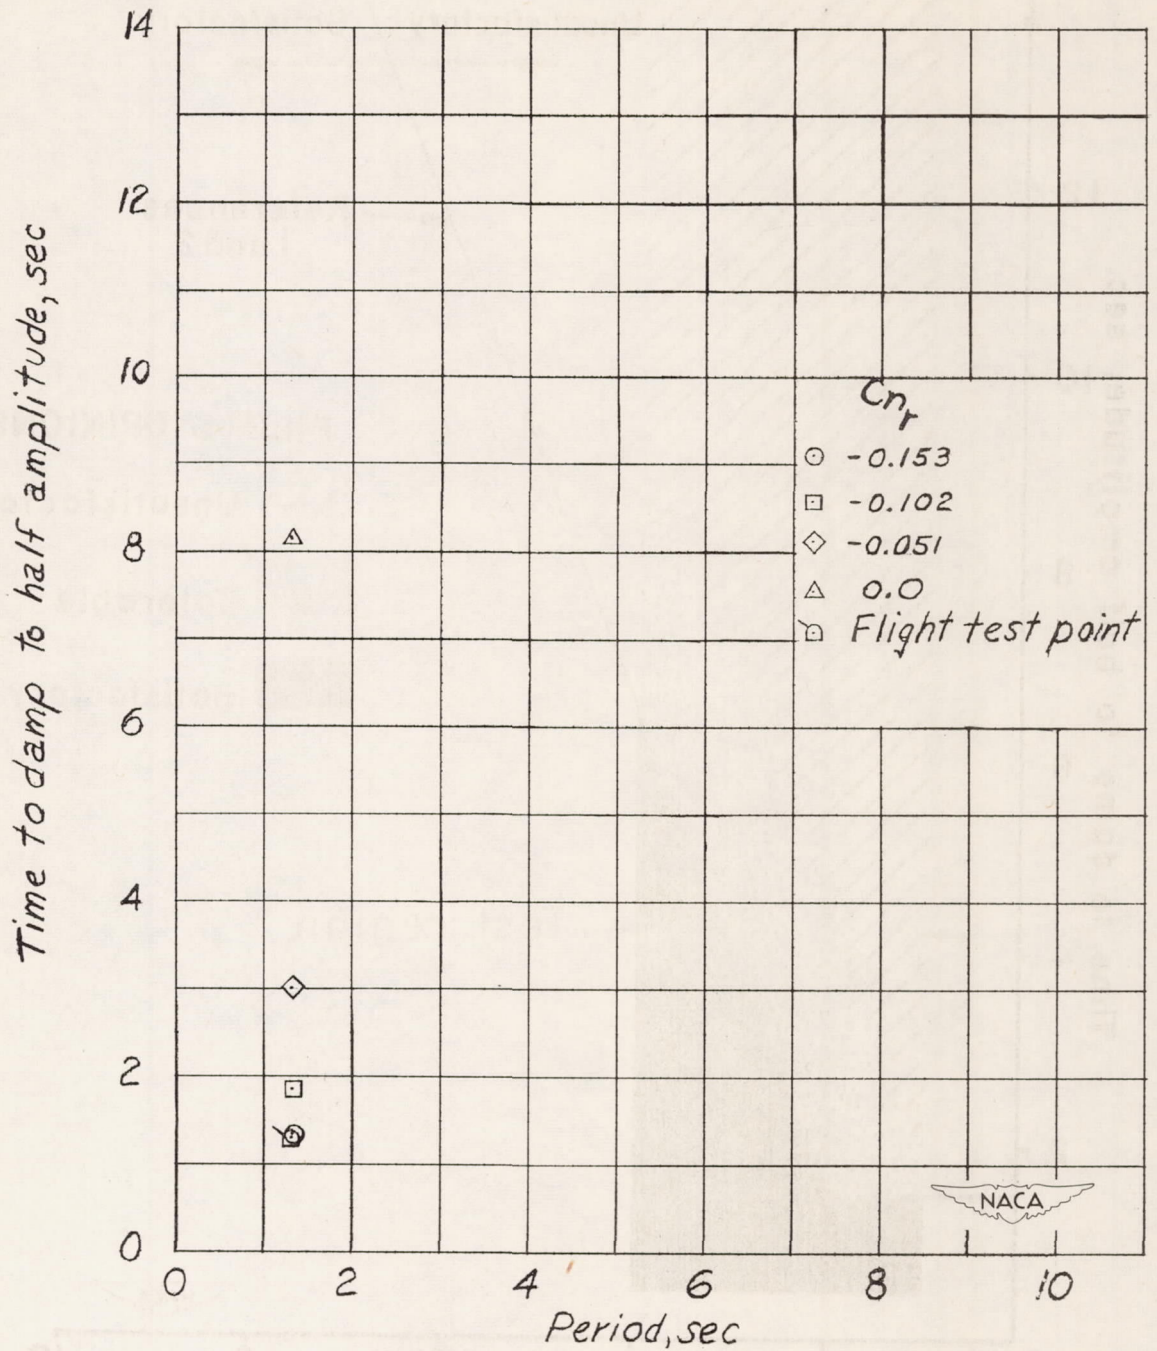 14
12
10
8
6
4
2
0
Time to damp to half amplitude, sec
Cnr
-0.153
-0.102
-0.051
0.0
Flight test point
NACA
0 2 4 6 8 10
Period, sec